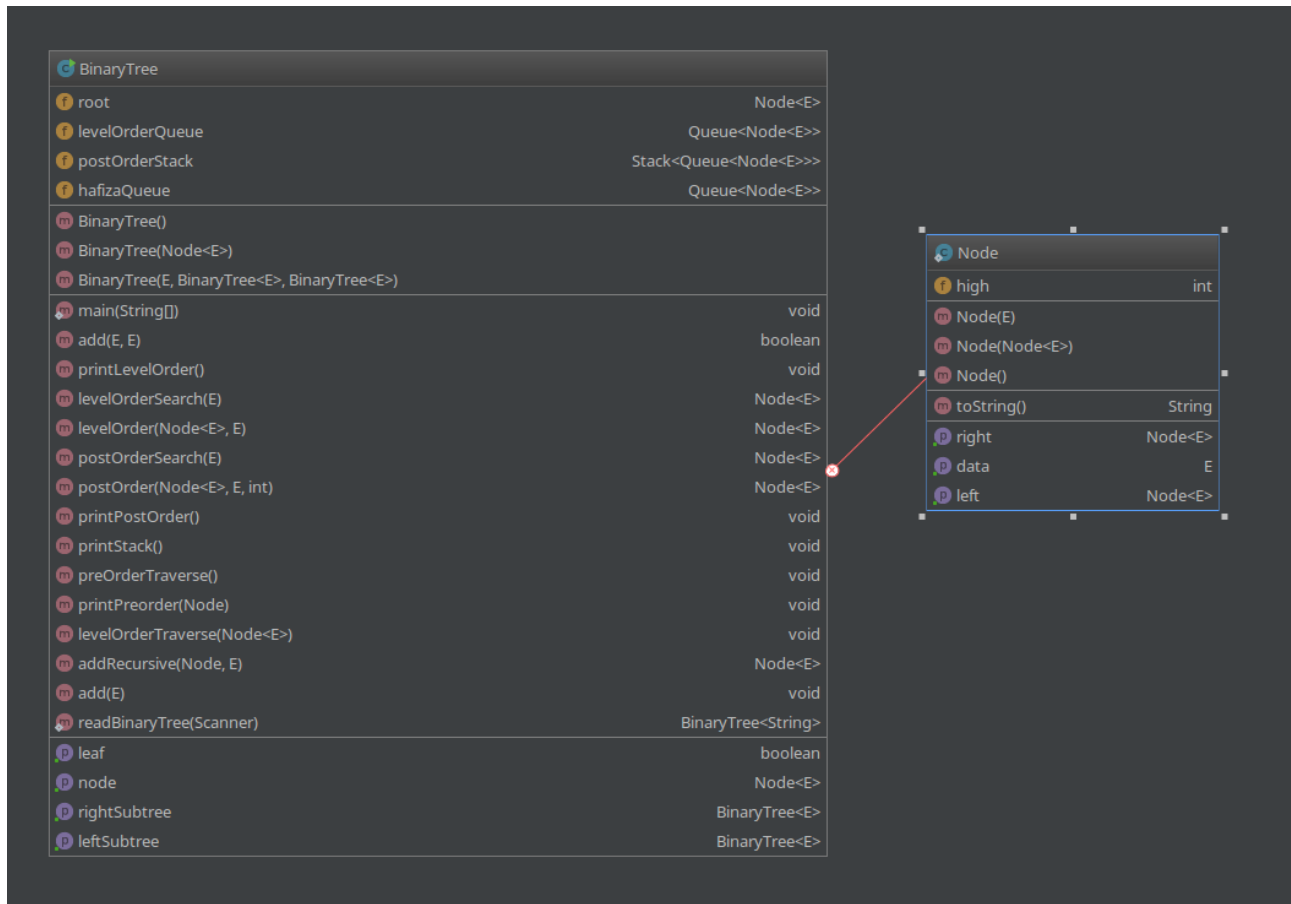 BinaryTree
root Node<E>
levelOrderQueue Queue<Node<E>>
postOrderStack Stack<Queue<Node<E>>>
hafizaQueue Queue<Node<E>>
BinaryTree()
BinaryTree(Node<E>)
BinaryTree(E, BinaryTree<E>, BinaryTree<E>)
main(String[]) void
add(E, E) boolean
printLevelOrder() void
levelOrderSearch(E) Node<E>
levelOrder(Node<E>, E) Node<E>
postOrderSearch(E) Node<E>
postOrder(Node<E>, E, int) Node<E>
printPostOrder() void
printStack() void
preOrderTraverse() void
printPreorder(Node) void
levelOrderTraverse(Node<E>) void
addRecursive(Node, E) Node<E>
add(E) void
readBinaryTree(Scanner) BinaryTree<String>
leaf boolean
node Node<E>
rightSubtree BinaryTree<E>
leftSubtree BinaryTree<E>
Node
high int
Node(E)
Node(Node<E>)
Node()
toString() String
right Node<E>
data E
left Node<E>